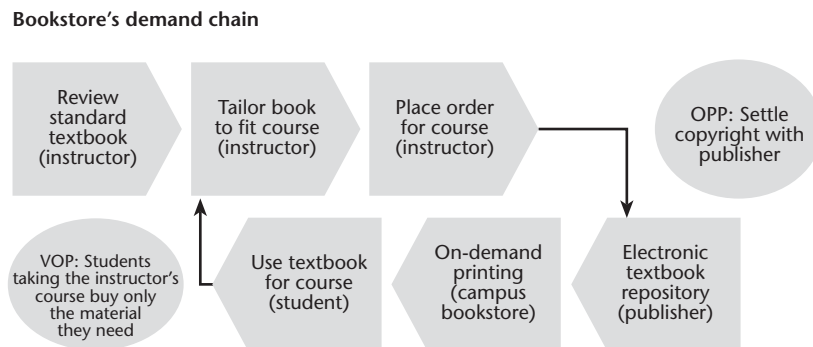 Bookstore's demand chain
Review
standard
textbook
(instructor)
Tailor book
to fit course
(instructor)
Place order
for course
(instructor)
OPP: Settle
copyright with
publisher
VOP: Students
taking the instructor's
course buy only
the material
they need
Use textbook
for course
(student)
On-demand
printing
(campus
bookstore)
Electronic
textbook
repository
(publisher)